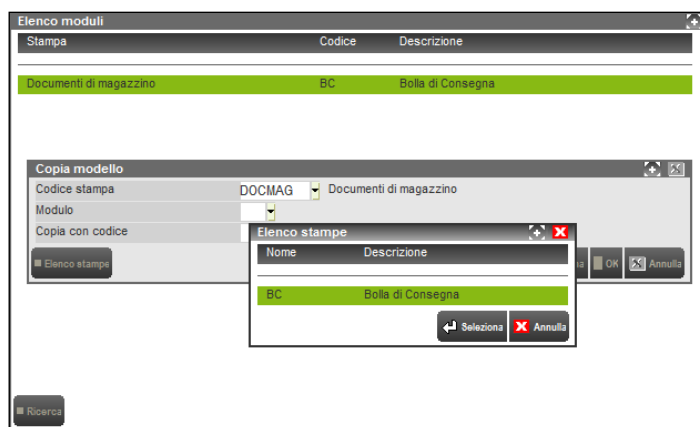 Elenco moduli
Stampa Codice Descrizione
Documenti di magazzino BC Bolla di Consegna
Copia modello
Codice stampa DOCMAG Documenti di magazzino
Modulo
Copia con codice
Elenco stampe
Nome Descrizione
BC Bolla di Consegna
Seleziona Annulla
Elenco stampe OK Annulla
Ricerca